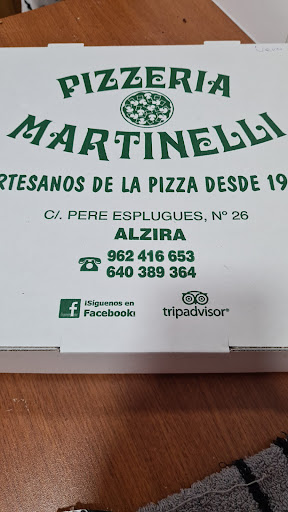 PIZZERIA
MARTINELLI
RTESANOS DE LA PIZZA DESDE 19
C/. PERE ESPLUGUES, Nº 26
ALZIRA
962 416 653
640 389 364
¡Síguenos en
Facebook!
tripadvisor®